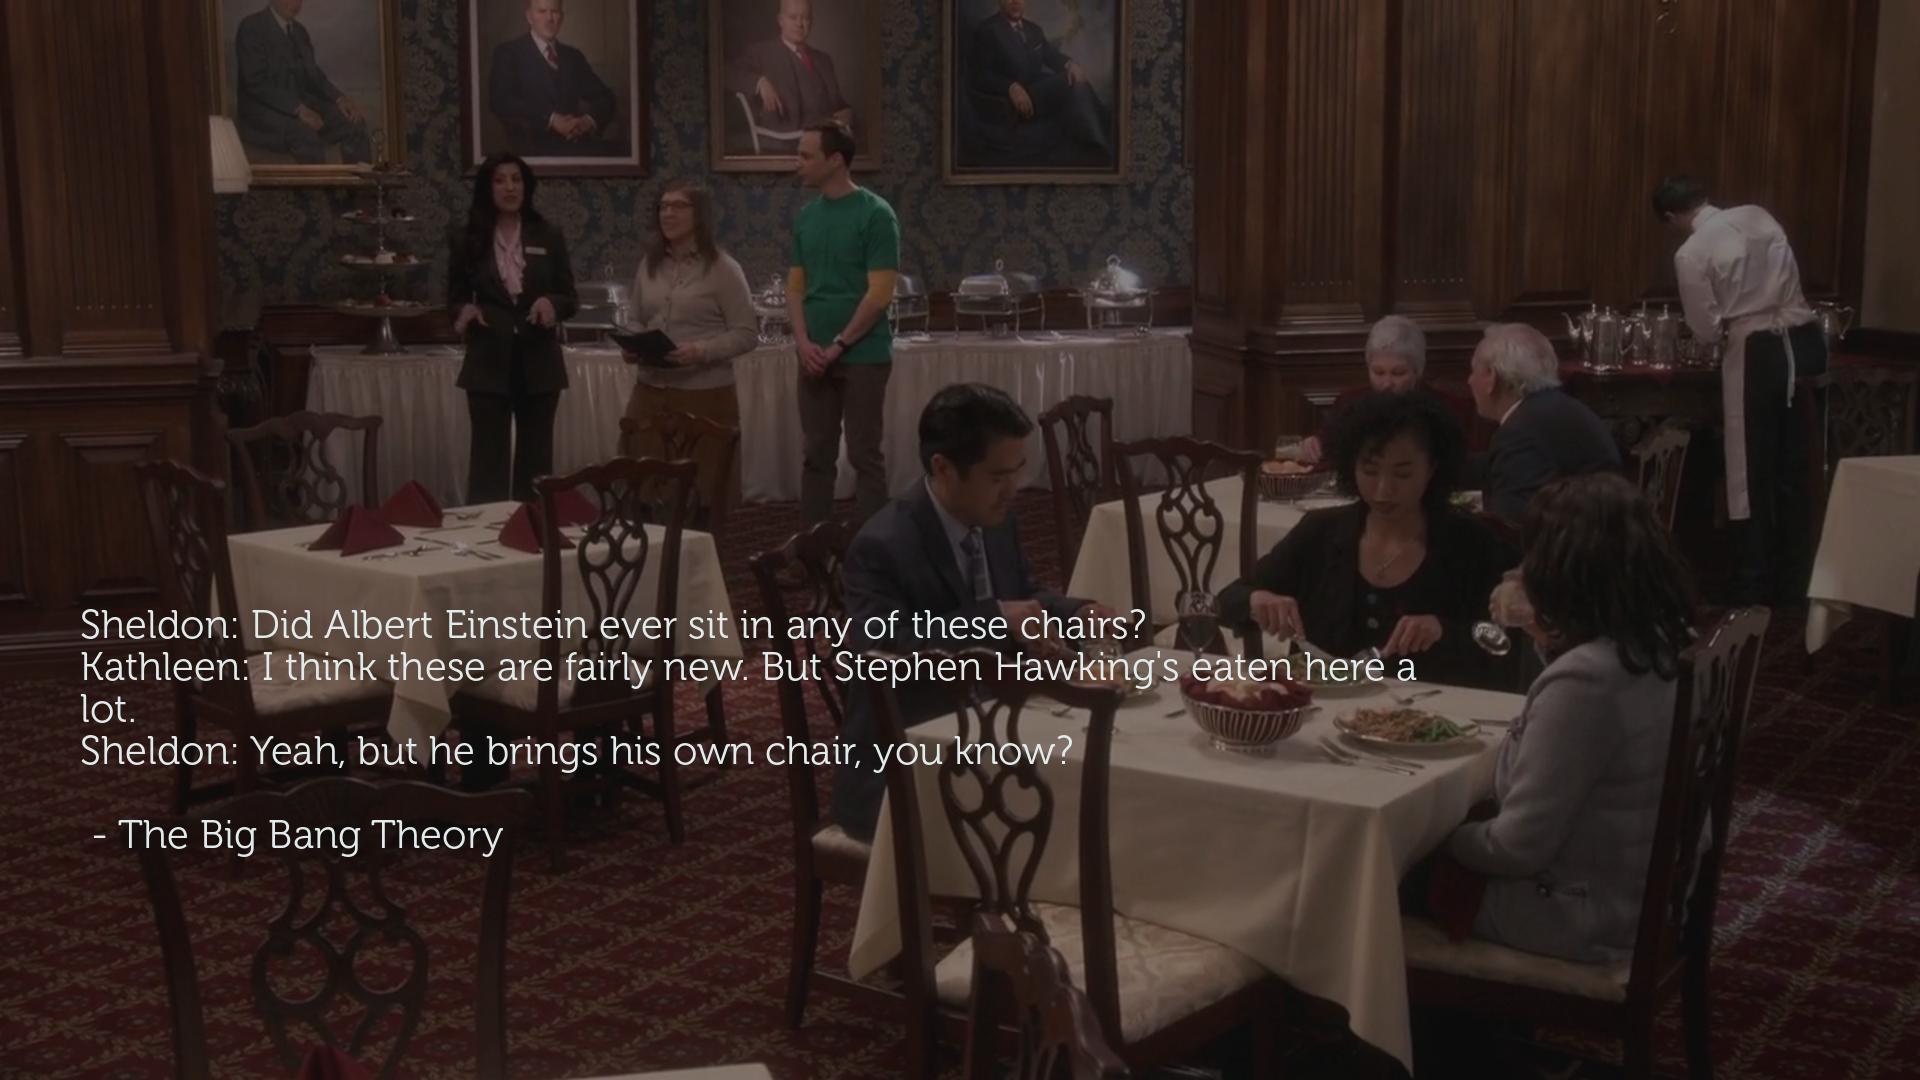 Sheldon: Did Albert Einstein ever sit in any of these chairs?
Kathleen: I think these are fairly new. But Stephen Hawking's eaten here a
lot.
Sheldon: Yeah, but he brings his own chair, you know?
- The Big Bang Theory